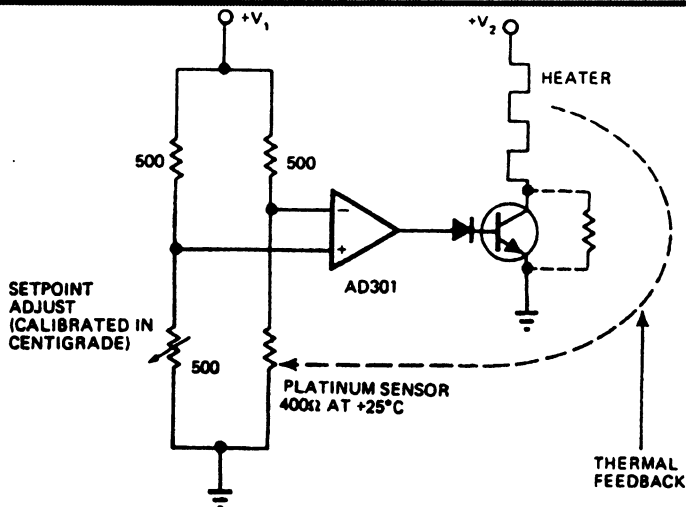 +V1
+V2
HEATER
500
500
AD301
SETPOINT
ADJUST
(CALIBRATED IN
CENTIGRADE)
500
PLATINUM SENSOR
400Ω AT +25°C
THERMAL
FEEDBACK
−
+